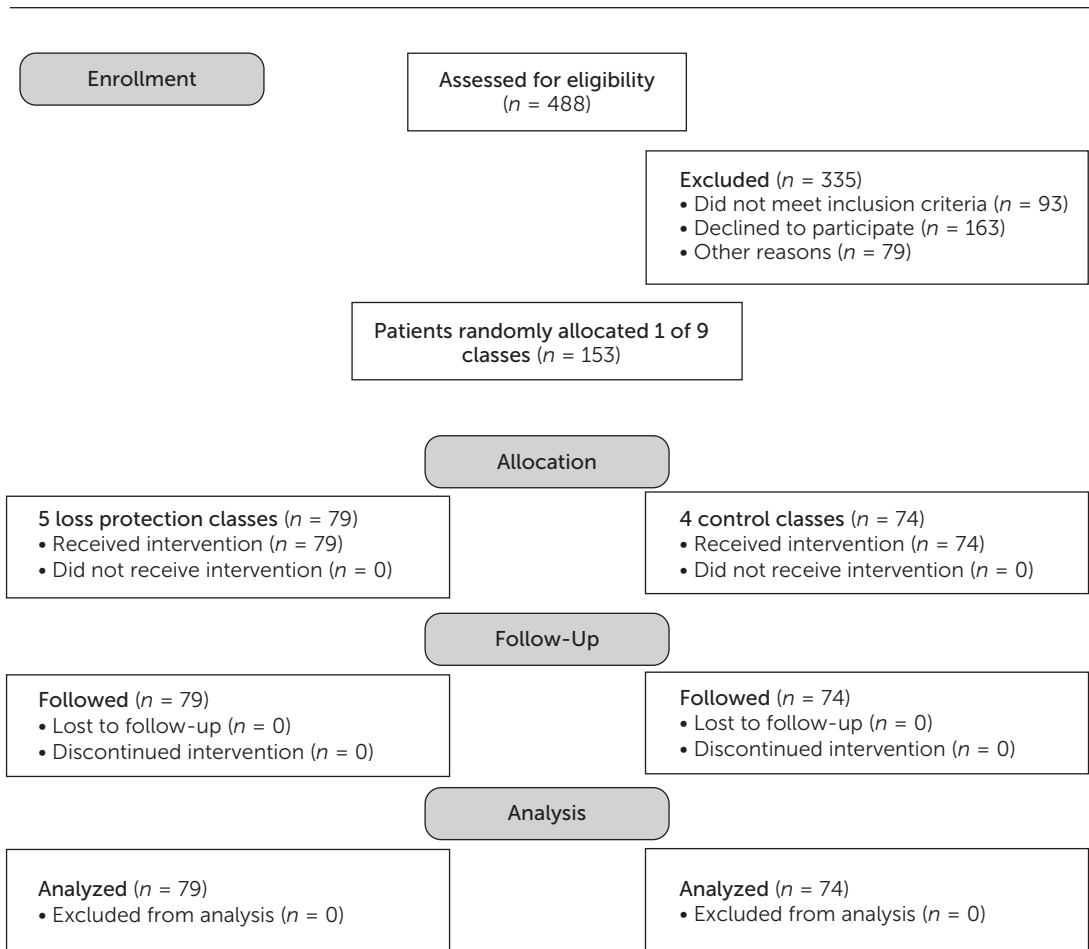 Enrollment
Assessed for eligibility
(n = 488)
Excluded (n = 335)
• Did not meet inclusion criteria (n = 93)
• Declined to participate (n = 163)
• Other reasons (n = 79)
Patients randomly allocated 1 of 9
classes (n = 153)
Allocation
5 loss protection classes (n = 79)
• Received intervention (n = 79)
• Did not receive intervention (n = 0)
4 control classes (n = 74)
• Received intervention (n = 74)
• Did not receive intervention (n = 0)
Follow-Up
Followed (n = 79)
• Lost to follow-up (n = 0)
• Discontinued intervention (n = 0)
Followed (n = 74)
• Lost to follow-up (n = 0)
• Discontinued intervention (n = 0)
Analysis
Analyzed (n = 79)
• Excluded from analysis (n = 0)
Analyzed (n = 74)
• Excluded from analysis (n = 0)